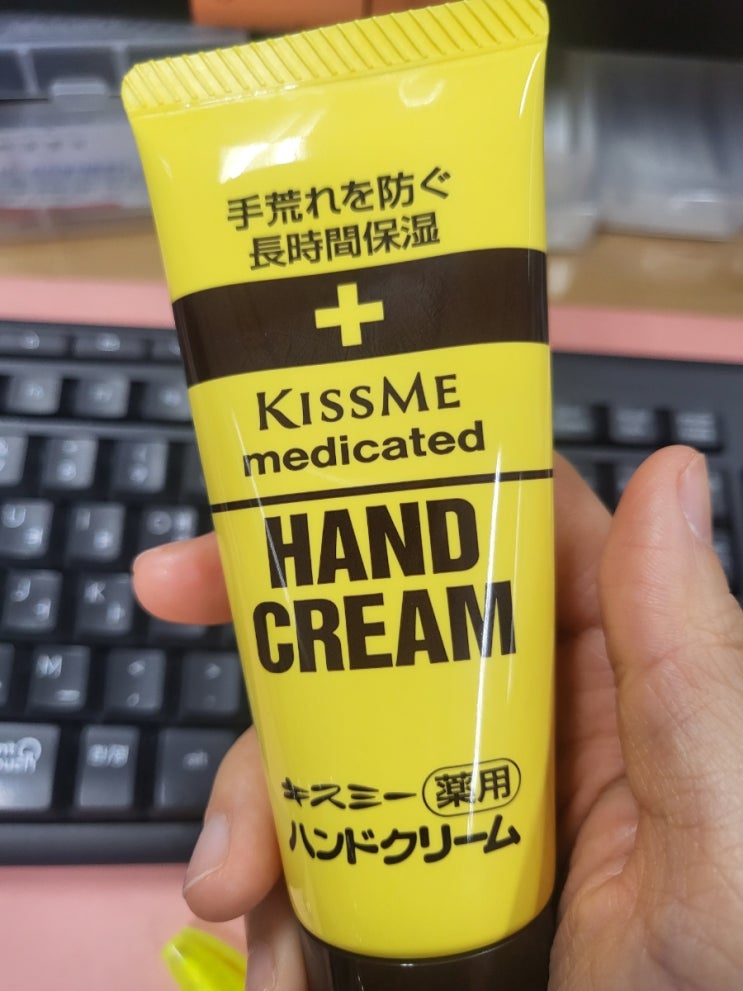 手荒れを防ぐ
長時間保湿
KISSME
medicated
HAND
CREAM
キスミー 薬用
ハンドクリーム